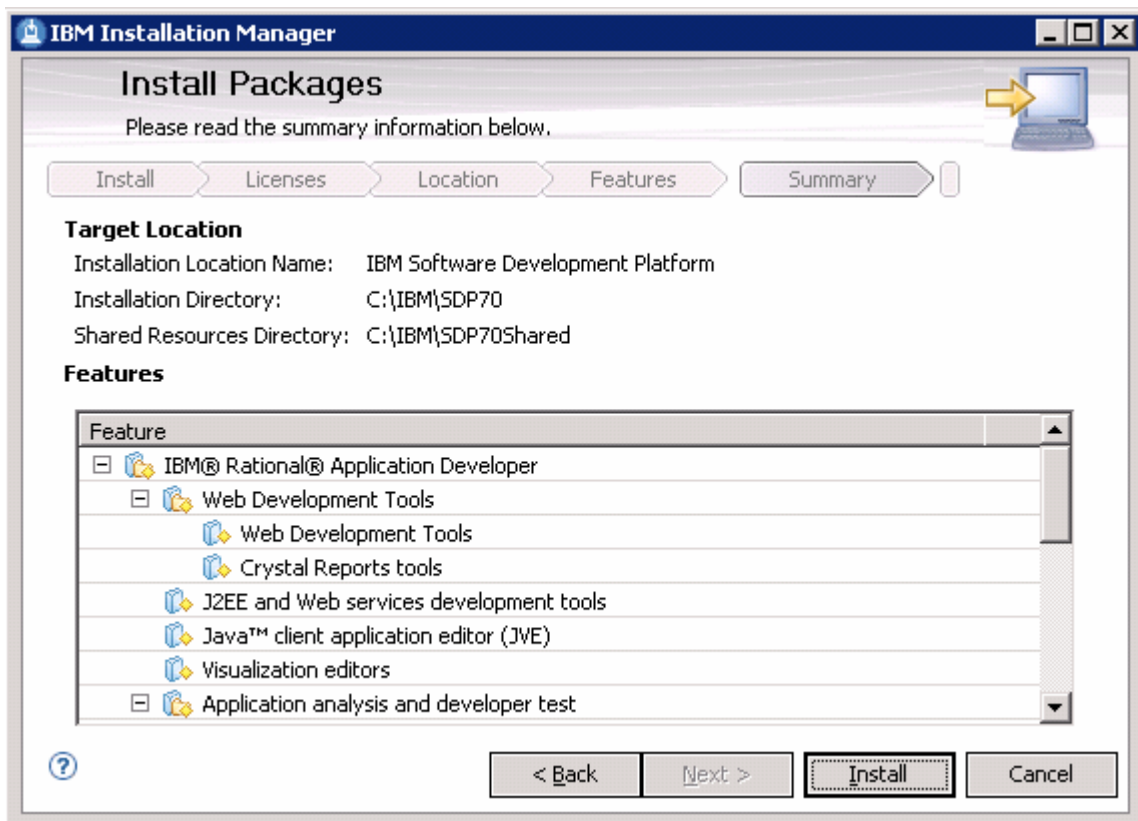 IBM Installation Manager
Install Packages
Please read the summary information below.
Install Licenses Location Features Summary
Target Location
Installation Location Name: IBM Software Development Platform
Installation Directory: C:\IBM\SDP70
Shared Resources Directory: C:\IBM\SDP70Shared
Features
Feature
IBM® Rational® Application Developer
Web Development Tools
Web Development Tools
Crystal Reports tools
J2EE and Web services development tools
Java™ client application editor (JVE)
Visualization editors
Application analysis and developer test
? < Back Next > Install Cancel